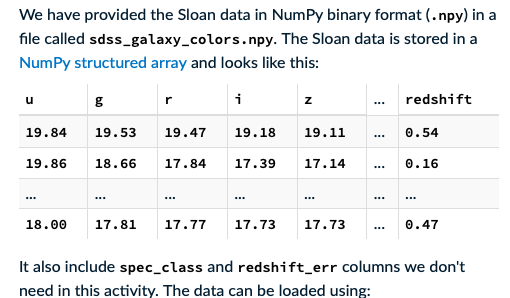 We have provided the Sloan data in NumPy binary format (.npy) in a
file called sdss_galaxy_colors.npy. The Sloan data is stored in a
NumPy structured array and looks like this:
u g r i z ... redshift
19.84 19.53 19.47 19.18 19.11 ... 0.54
19.86 18.66 17.84 17.39 17.14 ... 0.16
... ... ... ... ... ... ...
18.00 17.81 17.77 17.73 17.73 ... 0.47
It also include spec_class and redshift_err columns we don't
need in this activity. The data can be loaded using: